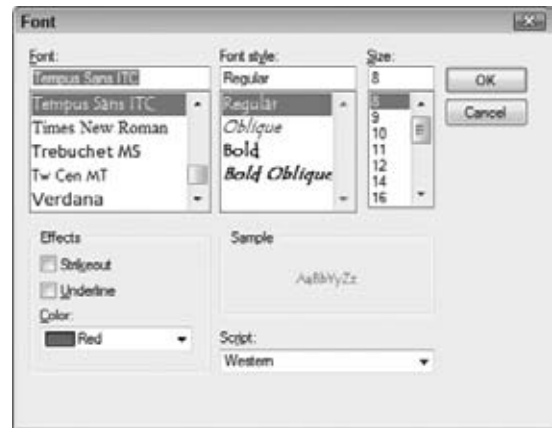 Font
Font:
Font style:
Size:
Tempus Sans ITC
Regular
8
OK
Tempus Sans ITC
Times New Roman
Trebuchet MS
Tw Cen MT
Verdana
Regular
Oblique
Bold
Bold Oblique
8
9
10
11
12
14
16
Cancel
Effects
Strikeout
Underline
Color:
Red
Sample
AaBbYyZz
Script:
Western